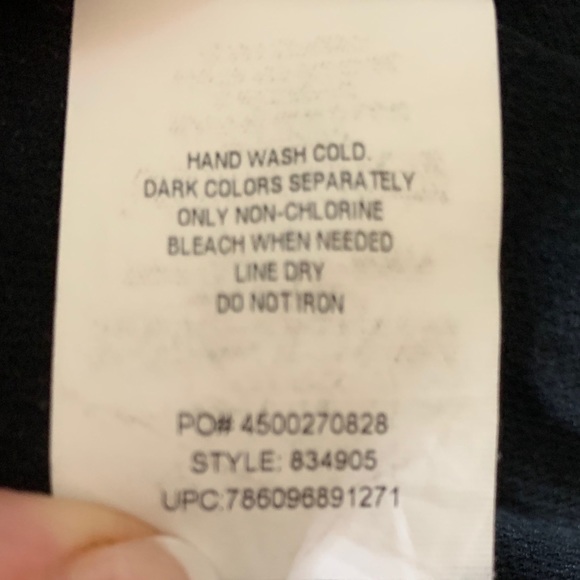 HAND WASH COLD.
DARK COLORS SEPARATELY
ONLY NON-CHLORINE
BLEACH WHEN NEEDED
LINE DRY
DO NOT IRON
PO# 4500270828
STYLE: 834905
UPC:786096891271